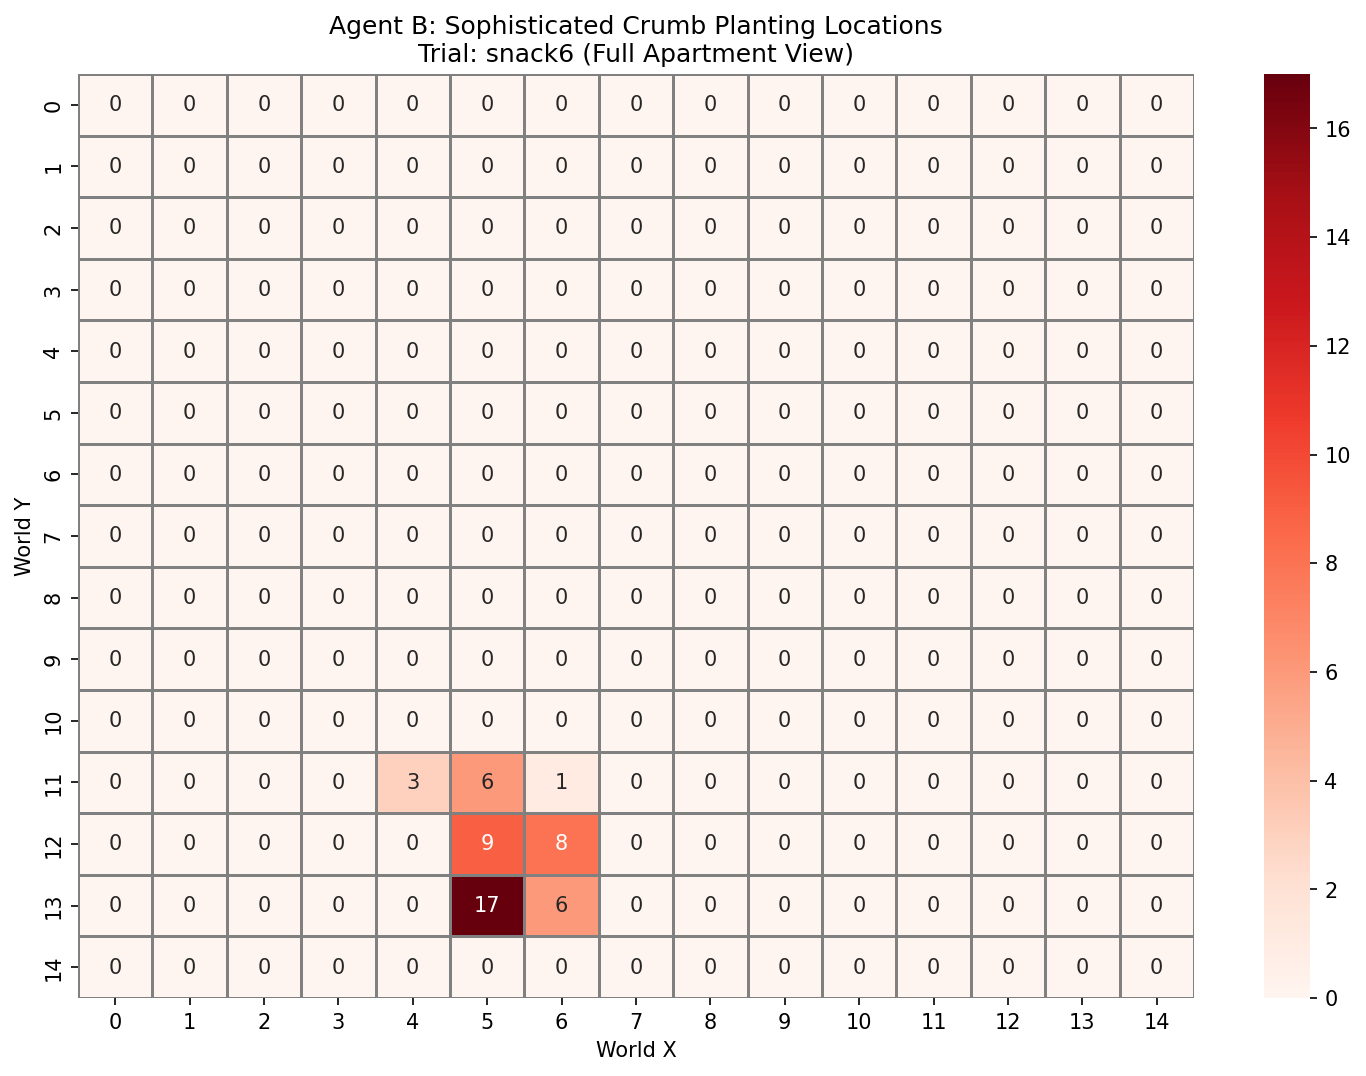 Agent B: Sophisticated Crumb Planting Locations
Trial: snack6 (Full Apartment View)
0 0 0 0 0 0 0 0 0 0 0 0 0 0 0 0
1 0 0 0 0 0 0 0 0 0 0 0 0 0 0 0
2 0 0 0 0 0 0 0 0 0 0 0 0 0 0 0
3 0 0 0 0 0 0 0 0 0 0 0 0 0 0 0
4 0 0 0 0 0 0 0 0 0 0 0 0 0 0 0
5 0 0 0 0 0 0 0 0 0 0 0 0 0 0 0
6 0 0 0 0 0 0 0 0 0 0 0 0 0 0 0
7 0 0 0 0 0 0 0 0 0 0 0 0 0 0 0
8 0 0 0 0 0 0 0 0 0 0 0 0 0 0 0
9 0 0 0 0 0 0 0 0 0 0 0 0 0 0 0
10 0 0 0 0 0 0 0 0 0 0 0 0 0 0 0
11 0 0 0 0 3 6 1 0 0 0 0 0 0 0 0
12 0 0 0 0 0 9 8 0 0 0 0 0 0 0 0
13 0 0 0 0 0 17 6 0 0 0 0 0 0 0 0
14 0 0 0 0 0 0 0 0 0 0 0 0 0 0 0
0 1 2 3 4 5 6 7 8 9 10 11 12 13 14
World X
World Y
16
14
12
10
8
6
4
2
0